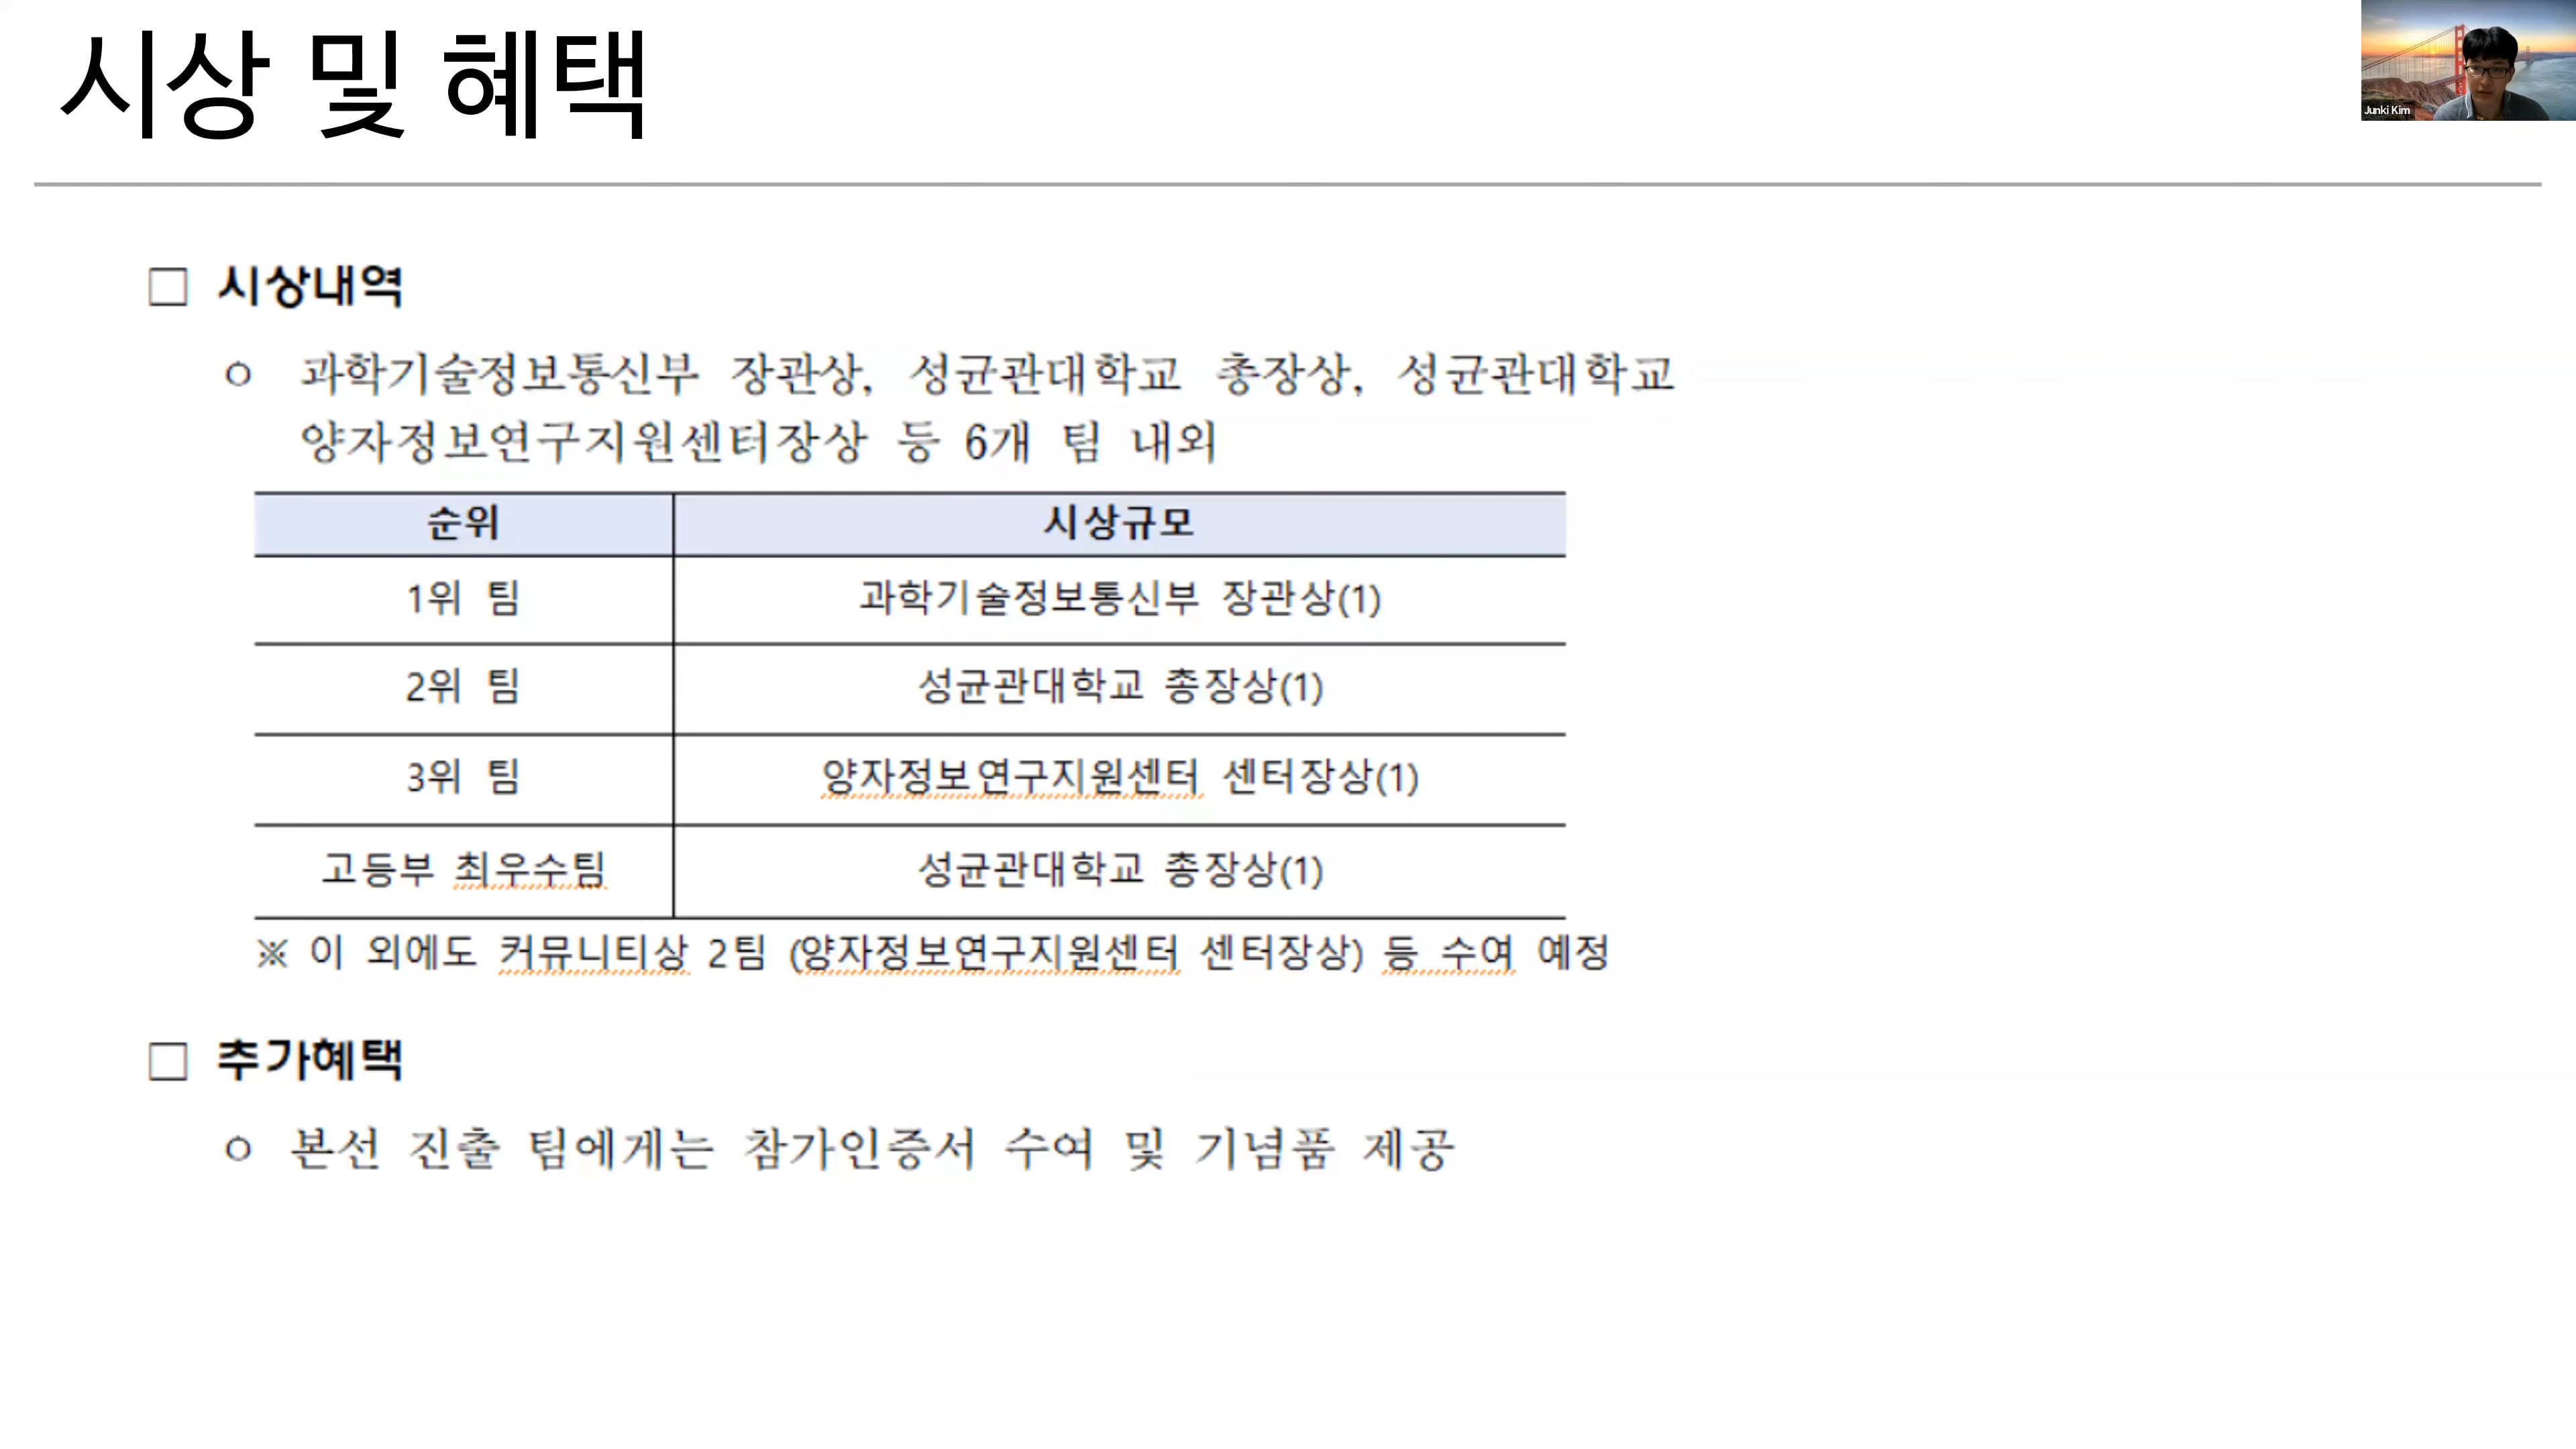 시상 및 혜택
Junki Kim
□ 시상내역
ㅇ 과학기술정보통신부 장관상, 성균관대학교 총장상, 성균관대학교
양자정보연구지원센터장상 등 6개 팀 내외
순위 시상규모
1위 팀 과학기술정보통신부 장관상(1)
2위 팀 성균관대학교 총장상(1)
3위 팀 양자정보연구지원센터 센터장상(1)
고등부 최우수팀 성균관대학교 총장상(1)
※ 이 외에도 커뮤니티상 2팀 (양자정보연구지원센터 센터장상) 등 수여 예정
□ 추가혜택
ㅇ 본선 진출 팀에게는 참가인증서 수여 및 기념품 제공